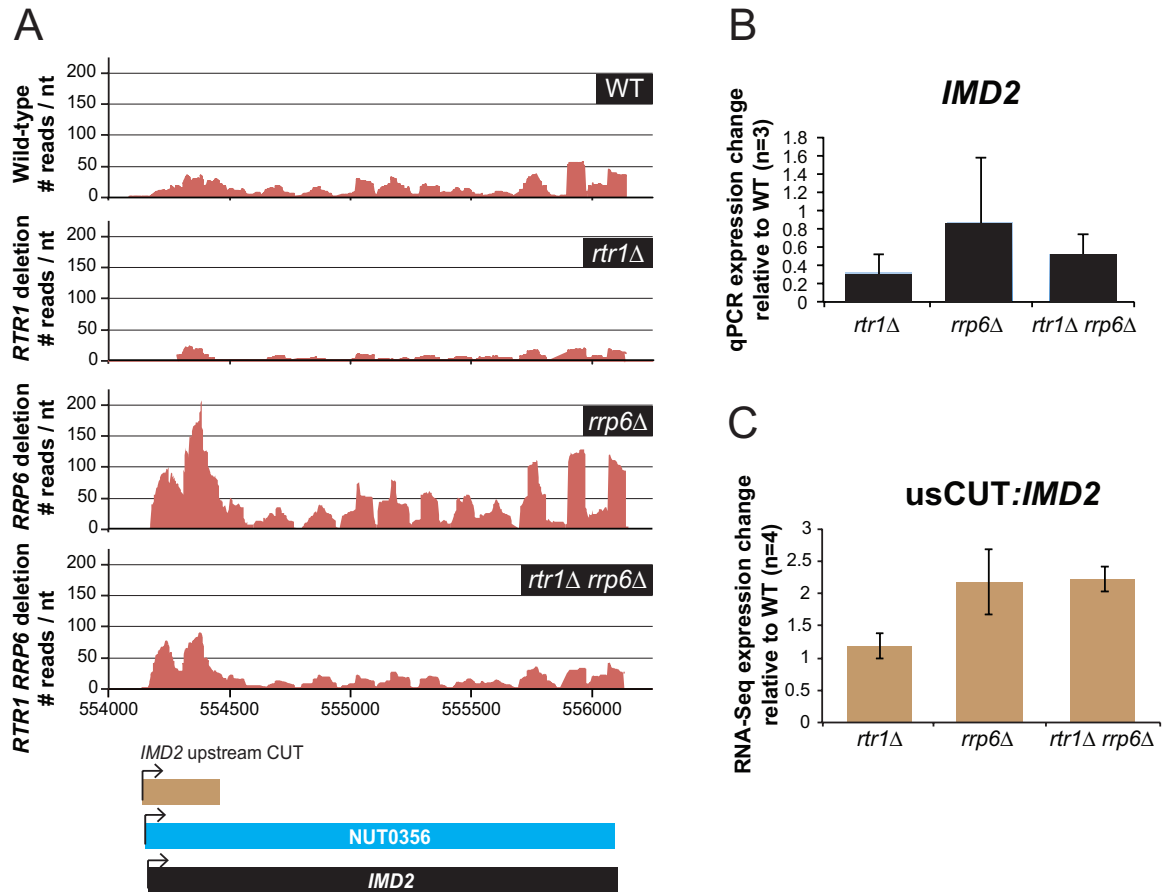 A
Wild-type
# reads / nt
200
150
100
50
0
WT
RTR1 deletion
# reads / nt
200
150
100
50
0
rtr1Δ
RRP6 deletion
# reads / nt
200
150
100
50
0
rrp6Δ
RTR1 RRP6 deletion
# reads / nt
200
150
100
50
0
rtr1Δ rrp6Δ
554000 554500 555000 555500 556000
IMD2 upstream CUT
NUT0356
IMD2
B
IMD2
qPCR expression change
relative to WT (n=3)
1.8
1.6
1.4
1.2
1
0.8
0.6
0.4
0.2
0
rtr1Δ rrp6Δ rtr1Δ rrp6Δ
C
usCUT:IMD2
RNA-Seq expression change
relative to WT (n=4)
3
2.5
2
1.5
1
0.5
0
rtr1Δ rrp6Δ rtr1Δ rrp6Δ